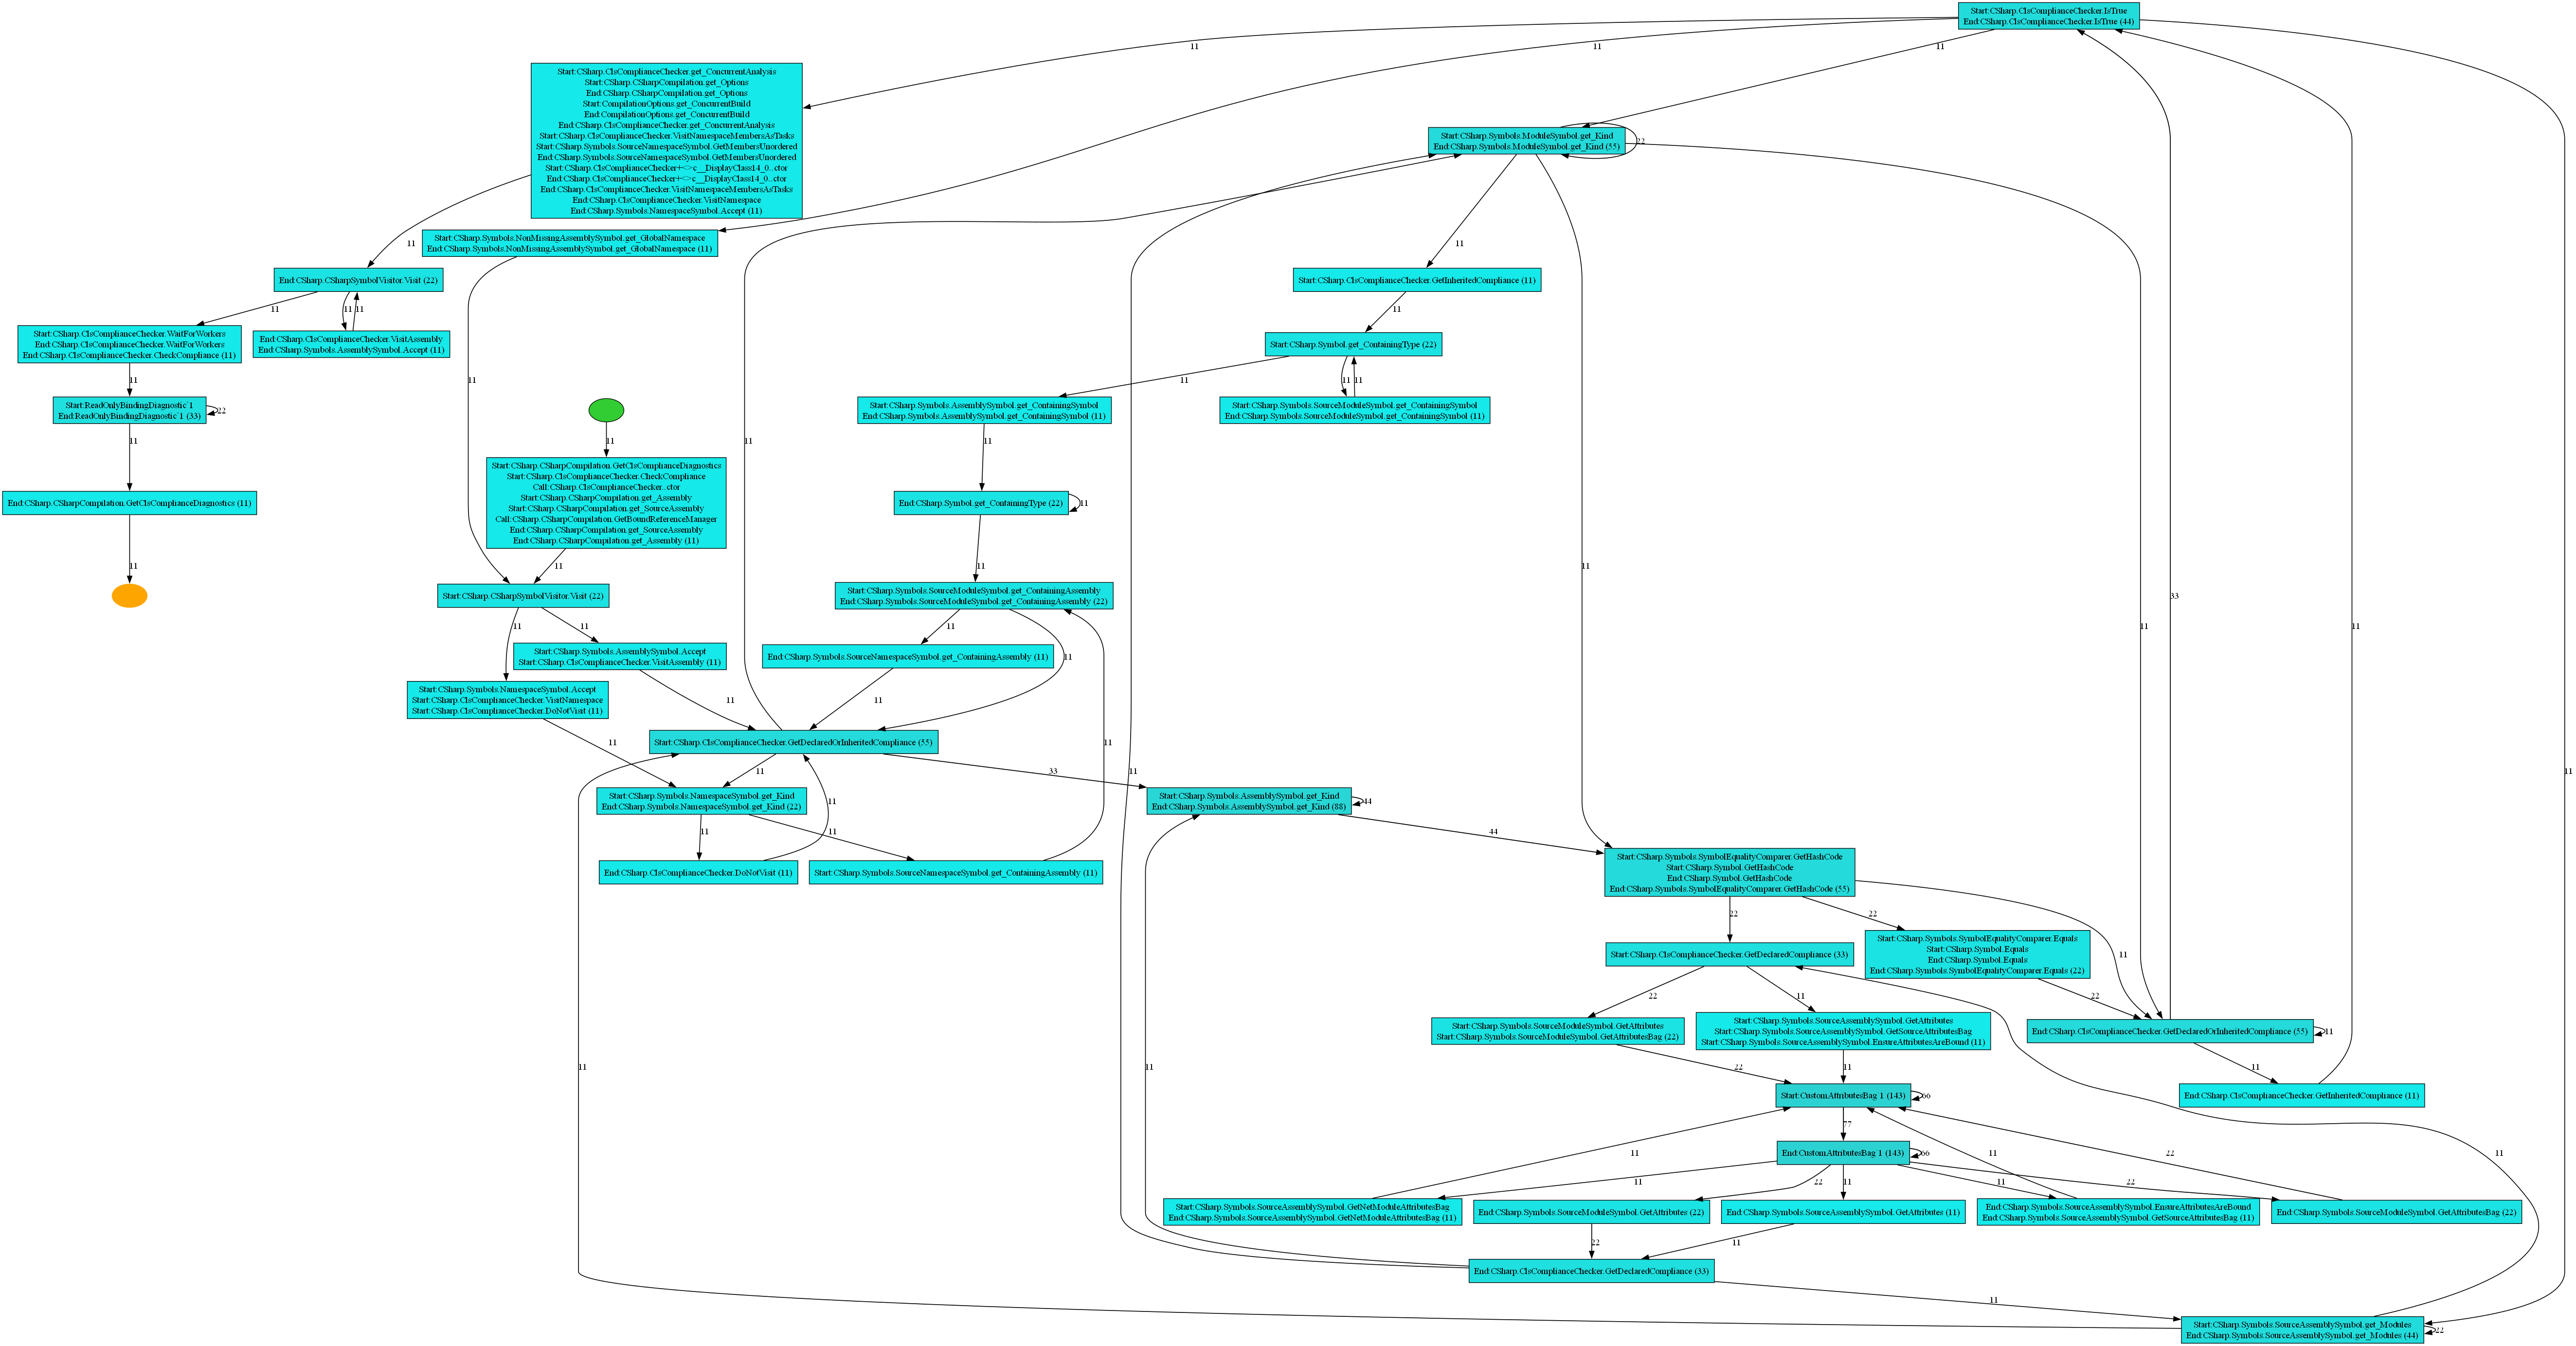 Start:CSharp.ClsComplianceChecker.IsTrue
End:CSharp.ClsComplianceChecker.IsTrue (44)
11
11
11
Start:CSharp.ClsComplianceChecker.get_ConcurrentAnalysis
Start:CSharp.CSharpCompilation.get_Options
End:CSharp.CSharpCompilation.get_Options
Start:CompilationOptions.get_ConcurrentBuild
End:CompilationOptions.get_ConcurrentBuild
End:CSharp.ClsComplianceChecker.get_ConcurrentAnalysis
Start:CSharp.ClsComplianceChecker.VisitNamespaceMembersAsTasks
Start:CSharp.Symbols.SourceNamespaceSymbol.GetMembersUnordered
End:CSharp.Symbols.SourceNamespaceSymbol.GetMembersUnordered
Start:CSharp.ClsComplianceChecker+<>c__DisplayClass14_0..ctor
End:CSharp.ClsComplianceChecker+<>c__DisplayClass14_0..ctor
End:CSharp.ClsComplianceChecker.VisitNamespaceMembersAsTasks
End:CSharp.ClsComplianceChecker.VisitNamespace
End:CSharp.Symbols.NamespaceSymbol.Accept (11)
Start:CSharp.Symbols.ModuleSymbol.get_Kind
End:CSharp.Symbols.ModuleSymbol.get_Kind (55)
22
11
Start:CSharp.Symbols.NonMissingAssemblySymbol.get_GlobalNamespace
End:CSharp.Symbols.NonMissingAssemblySymbol.get_GlobalNamespace (11)
11
End:CSharp.CSharpSymbolVisitor.Visit (22)
Start:CSharp.ClsComplianceChecker.GetInheritedCompliance (11)
11
11
11
11
Start:CSharp.ClsComplianceChecker.WaitForWorkers
End:CSharp.ClsComplianceChecker.WaitForWorkers
End:CSharp.ClsComplianceChecker.CheckCompliance (11)
End:CSharp.ClsComplianceChecker.VisitAssembly
End:CSharp.Symbols.AssemblySymbol.Accept (11)
Start:CSharp.Symbol.get_ContainingType (22)
11
11
11
11
11
Start:ReadOnlyBindingDiagnostic`1
End:ReadOnlyBindingDiagnostic`1 (33)
22
Start:CSharp.Symbols.AssemblySymbol.get_ContainingSymbol
End:CSharp.Symbols.AssemblySymbol.get_ContainingSymbol (11)
Start:CSharp.Symbols.SourceModuleSymbol.get_ContainingSymbol
End:CSharp.Symbols.SourceModuleSymbol.get_ContainingSymbol (11)
11
11
11
11
Start:CSharp.CSharpCompilation.GetClsComplianceDiagnostics
Start:CSharp.ClsComplianceChecker.CheckCompliance
Call:CSharp.ClsComplianceChecker..ctor
Start:CSharp.CSharpCompilation.get_Assembly
Start:CSharp.CSharpCompilation.get_SourceAssembly
Call:CSharp.CSharpCompilation.GetBoundReferenceManager
End:CSharp.CSharpCompilation.get_SourceAssembly
End:CSharp.CSharpCompilation.get_Assembly (11)
End:CSharp.CSharpCompilation.GetClsComplianceDiagnostics (11)
End:CSharp.Symbol.get_ContainingType (22)
11
11
11
11
11
Start:CSharp.CSharpSymbolVisitor.Visit (22)
Start:CSharp.Symbols.SourceModuleSymbol.get_ContainingAssembly
End:CSharp.Symbols.SourceModuleSymbol.get_ContainingAssembly (22)
33
11
11
11
11
11
Start:CSharp.Symbols.AssemblySymbol.Accept
Start:CSharp.ClsComplianceChecker.VisitAssembly (11)
End:CSharp.Symbols.SourceNamespaceSymbol.get_ContainingAssembly (11)
11
Start:CSharp.Symbols.NamespaceSymbol.Accept
Start:CSharp.ClsComplianceChecker.VisitNamespace
Start:CSharp.ClsComplianceChecker.DoNotVisit (11)
11
11
11
Start:CSharp.ClsComplianceChecker.GetDeclaredOrInheritedCompliance (55)
11
11
11
33
11
11
Start:CSharp.Symbols.NamespaceSymbol.get_Kind
End:CSharp.Symbols.NamespaceSymbol.get_Kind (22)
11
Start:CSharp.Symbols.AssemblySymbol.get_Kind
End:CSharp.Symbols.AssemblySymbol.get_Kind (88)
44
11
11
44
End:CSharp.ClsComplianceChecker.DoNotVisit (11)
Start:CSharp.Symbols.SourceNamespaceSymbol.get_ContainingAssembly (11)
Start:CSharp.Symbols.SymbolEqualityComparer.GetHashCode
Start:CSharp.Symbol.GetHashCode
End:CSharp.Symbol.GetHashCode
End:CSharp.Symbols.SymbolEqualityComparer.GetHashCode (55)
22
22
Start:CSharp.ClsComplianceChecker.GetDeclaredCompliance (33)
Start:CSharp.Symbols.SymbolEqualityComparer.Equals
Start:CSharp.Symbol.Equals
End:CSharp.Symbol.Equals
End:CSharp.Symbols.SymbolEqualityComparer.Equals (22)
11
22
11
22
Start:CSharp.Symbols.SourceModuleSymbol.GetAttributes
Start:CSharp.Symbols.SourceModuleSymbol.GetAttributesBag (22)
Start:CSharp.Symbols.SourceAssemblySymbol.GetAttributes
Start:CSharp.Symbols.SourceAssemblySymbol.GetSourceAttributesBag
Start:CSharp.Symbols.SourceAssemblySymbol.EnsureAttributesAreBound (11)
End:CSharp.ClsComplianceChecker.GetDeclaredOrInheritedCompliance (55)
11
11
11
22
11
11
Start:CustomAttributesBag`1 (143)
66
End:CSharp.ClsComplianceChecker.GetInheritedCompliance (11)
77
End:CustomAttributesBag`1 (143)
66
11
11
22
11
11
22
11
11
22
Start:CSharp.Symbols.SourceAssemblySymbol.GetNetModuleAttributesBag
End:CSharp.Symbols.SourceAssemblySymbol.GetNetModuleAttributesBag (11)
End:CSharp.Symbols.SourceModuleSymbol.GetAttributes (22)
End:CSharp.Symbols.SourceAssemblySymbol.GetAttributes (11)
End:CSharp.Symbols.SourceAssemblySymbol.EnsureAttributesAreBound
End:CSharp.Symbols.SourceAssemblySymbol.GetSourceAttributesBag (11)
End:CSharp.Symbols.SourceModuleSymbol.GetAttributesBag (22)
22
11
End:CSharp.ClsComplianceChecker.GetDeclaredCompliance (33)
11
Start:CSharp.Symbols.SourceAssemblySymbol.get_Modules
End:CSharp.Symbols.SourceAssemblySymbol.get_Modules (44)
22